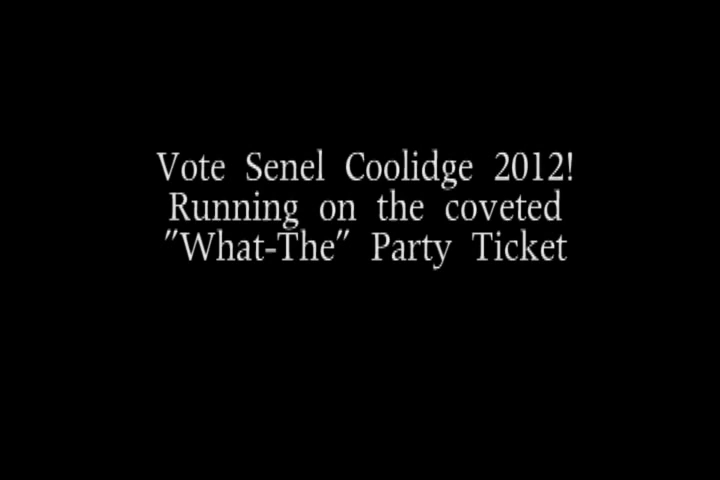 Vote Senel Coolidge 2012!
Running on the coveted
"What-The" Party Ticket